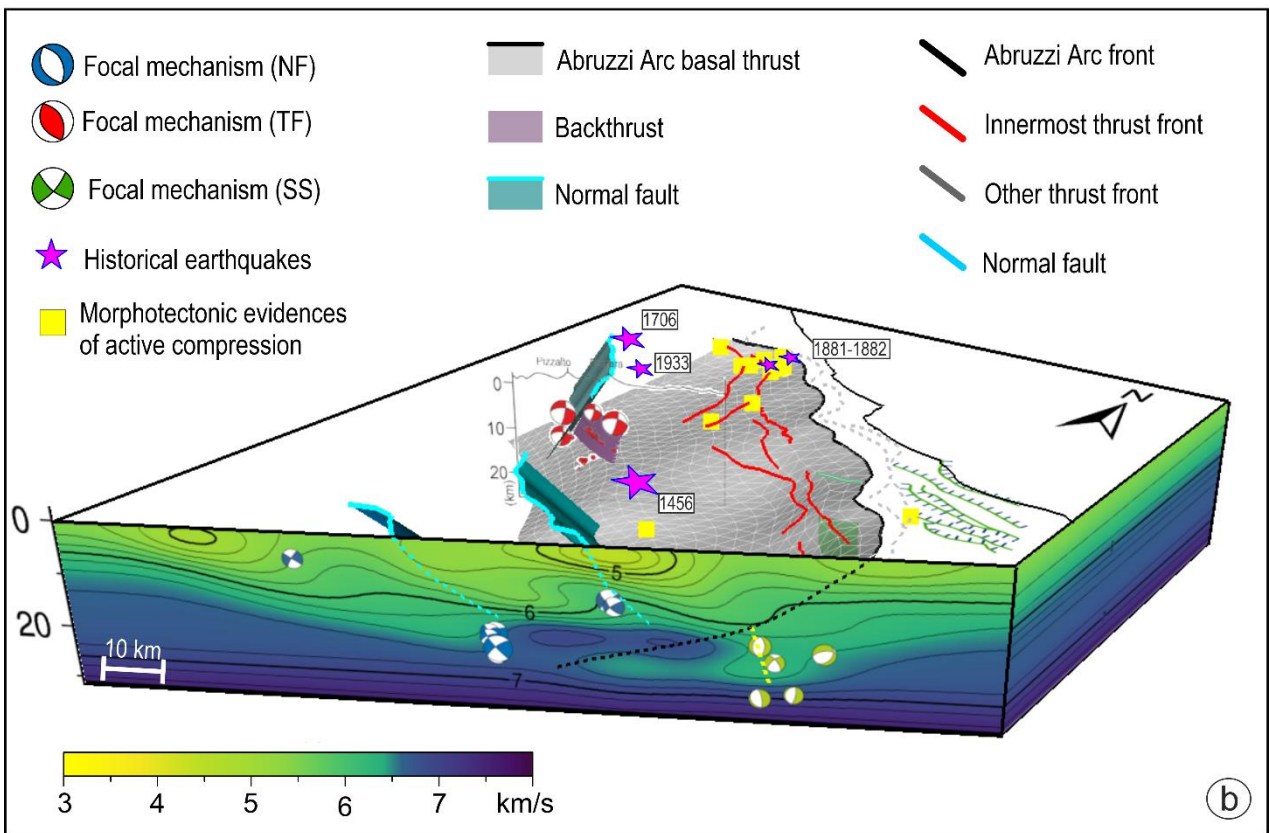 Focal mechanism (NF)
Focal mechanism (TF)
Focal mechanism (SS)
Historical earthquakes
Morphotectonic evidences
of active compression
Abruzzi Arc basal thrust
Backthrust
Normal fault
Abruzzi Arc front
Innermost thrust front
Other thrust front
Normal fault
1706
1933
1881-1882
Pizzalto
0
10
20
(km)
1456
N
0
20
5
6
7
10 km
3 4 5 6 7 km/s
b